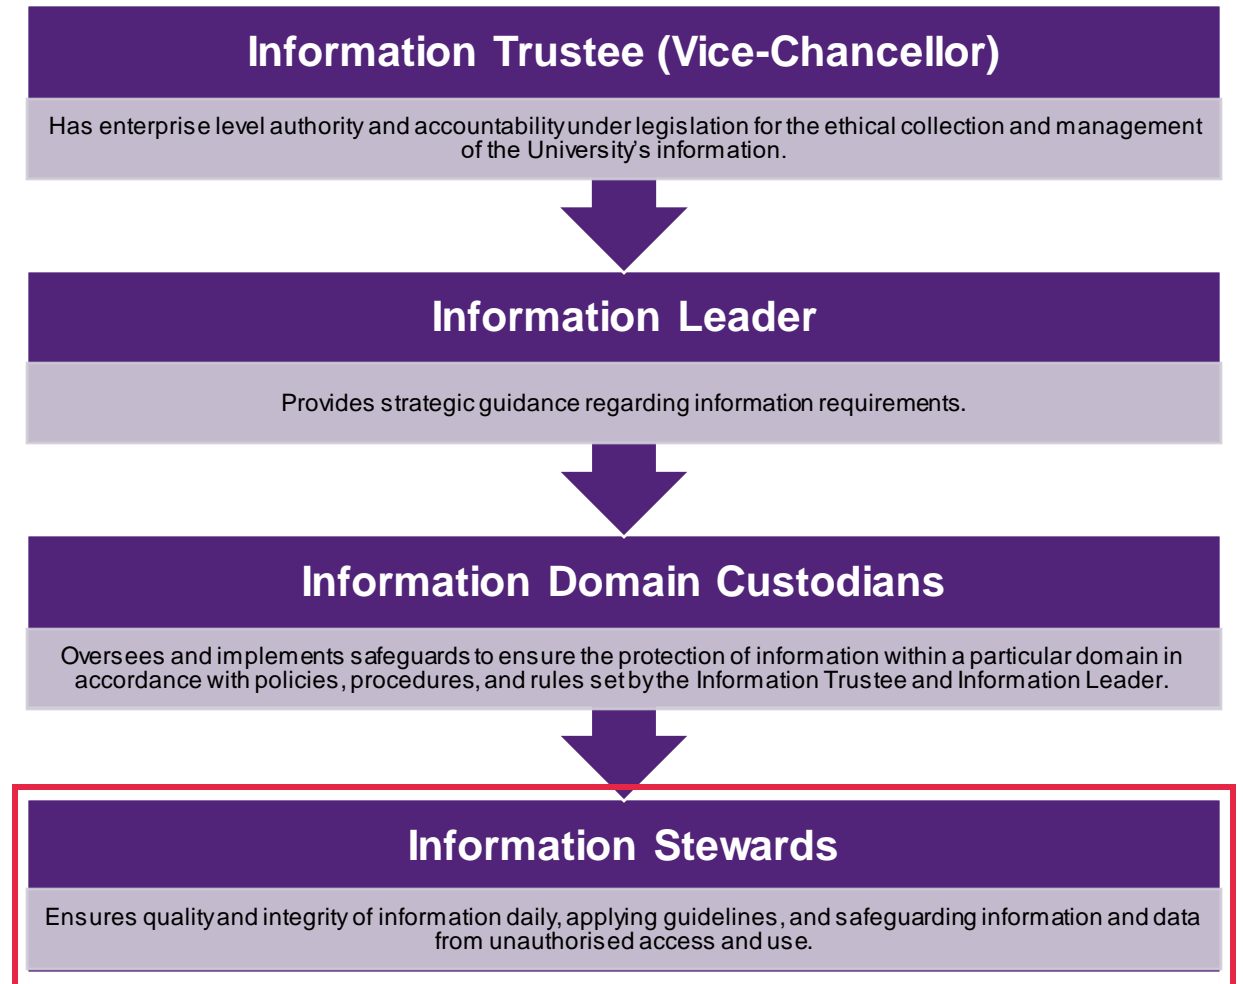 Information Trustee (Vice-Chancellor)
Has enterprise level authority and accountability under legislation for the ethical collection and management
of the University’s information.
Information Leader
Provides strategic guidance regarding information requirements.
Information Domain Custodians
Oversees and implements safeguards to ensure the protection of information within a particular domain in
accordance with policies, procedures, and rules set by the Information Trustee and Information Leader.
Information Stewards
Ensures quality and integrity of information daily, applying guidelines, and safeguarding information and data
from unauthorised access and use.